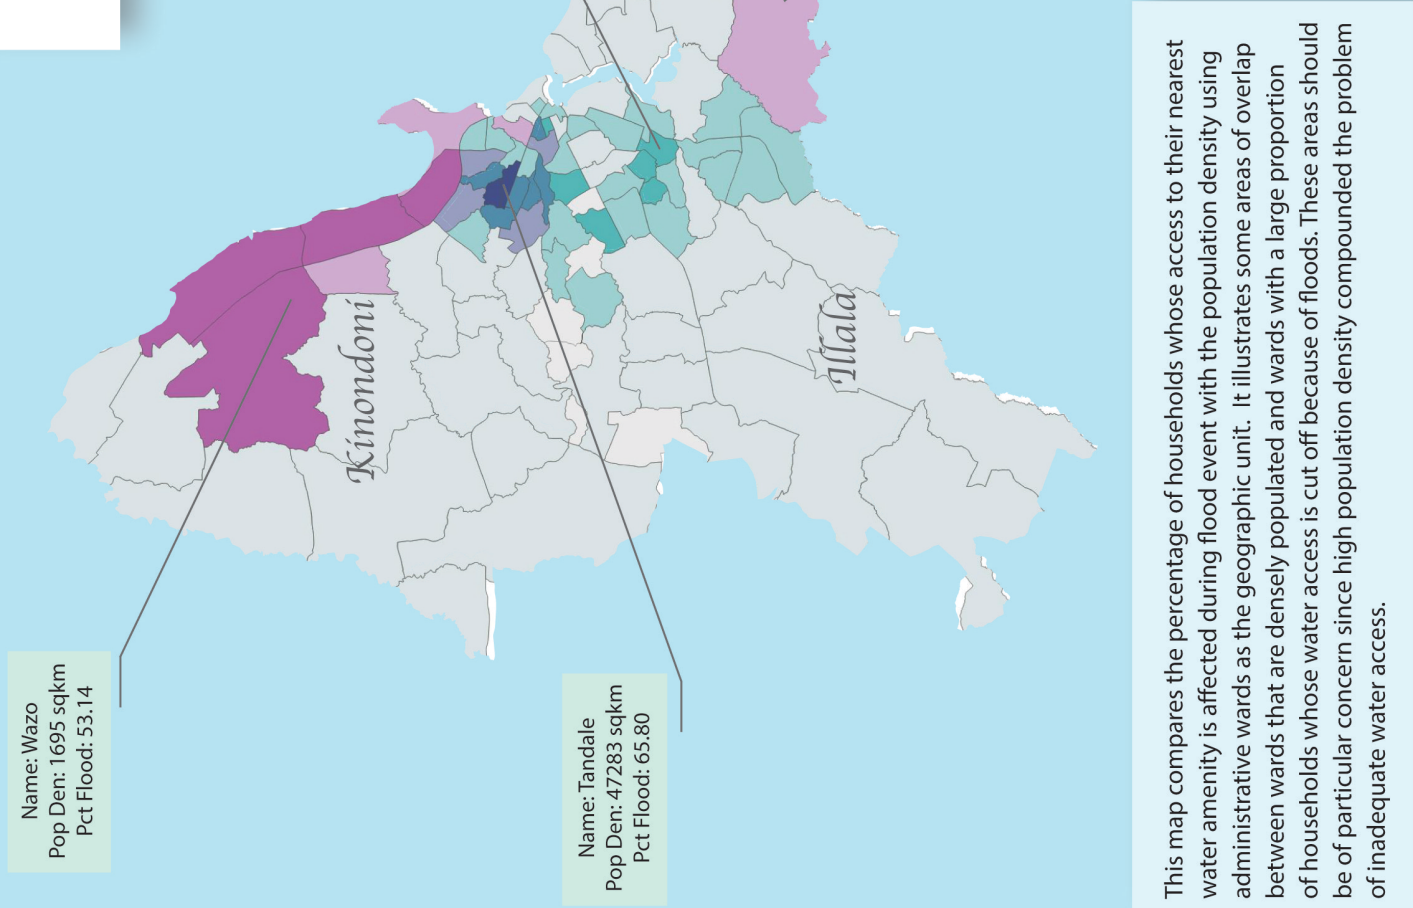 Name: Wazo
Pop Den: 1695 sqkm
Pct Flood: 53.14
Kinondoni
Name: Tandale
Pop Den: 47283 sqkm
Pct Flood: 65.80
Illala
This map compares the percentage of households whose access to their nearest
water amenity is affected during flood event with the population density using
administrative wards as the geographic unit. It illustrates some areas of overlap
between wards that are densely populated and wards with a large proportion
of households whose water access is cut off because of floods. These areas should
be of particular concern since high population density compounded the problem
of inadequate water access.